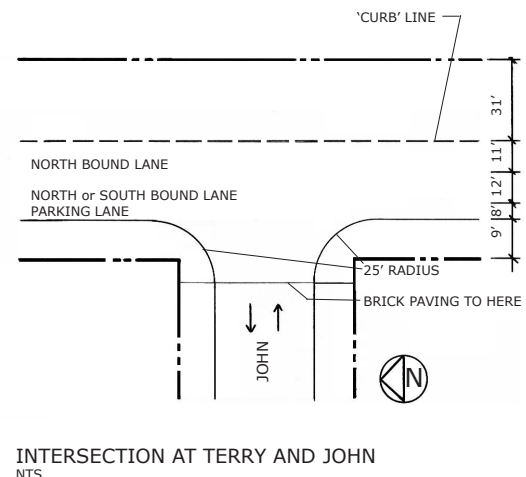 ‘CURB’ LINE
31’
11’
12’
8’
9’
NORTH BOUND LANE
NORTH or SOUTH BOUND LANE
PARKING LANE
25’ RADIUS
BRICK PAVING TO HERE
JOHN
N
INTERSECTION AT TERRY AND JOHN
NTS